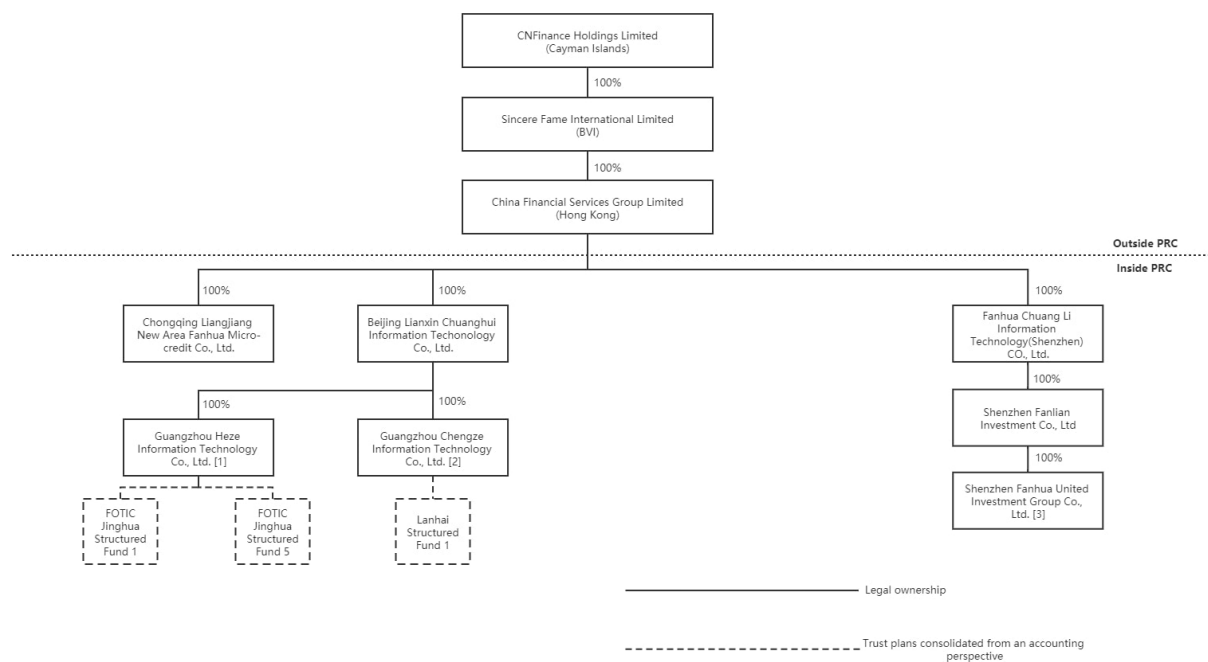 CNFinance Holdings Limited
(Cayman Islands)
100%
Sincere Fame International Limited
(BVI)
100%
China Financial Services Group Limited
(Hong Kong)
Outside PRC
Inside PRC
100%
100%
100%
Chongqing Liangjiang
New Area Fanhua Micro-
credit Co., Ltd.
Beijing Lianxin Chuanghui
Information Techonology
Co., Ltd.
Fanhua Chuang Li
Information
Technology(Shenzhen)
CO., Ltd.
100%
100%
100%
Guangzhou Heze
Information Technology
Co., Ltd. [1]
Guangzhou Chengze
Information Technology
Co., Ltd. [2]
Shenzhen Fanlian
Investment Co., Ltd
100%
Shenzhen Fanhua United
Investment Group Co.,
Ltd. [3]
FOTIC
Jinghua
Structured
Fund 1
FOTIC
Jinghua
Structured
Fund 5
Lanhai
Structured
Fund 1
Legal ownership
Trust plans consolidated from an accounting
perspective